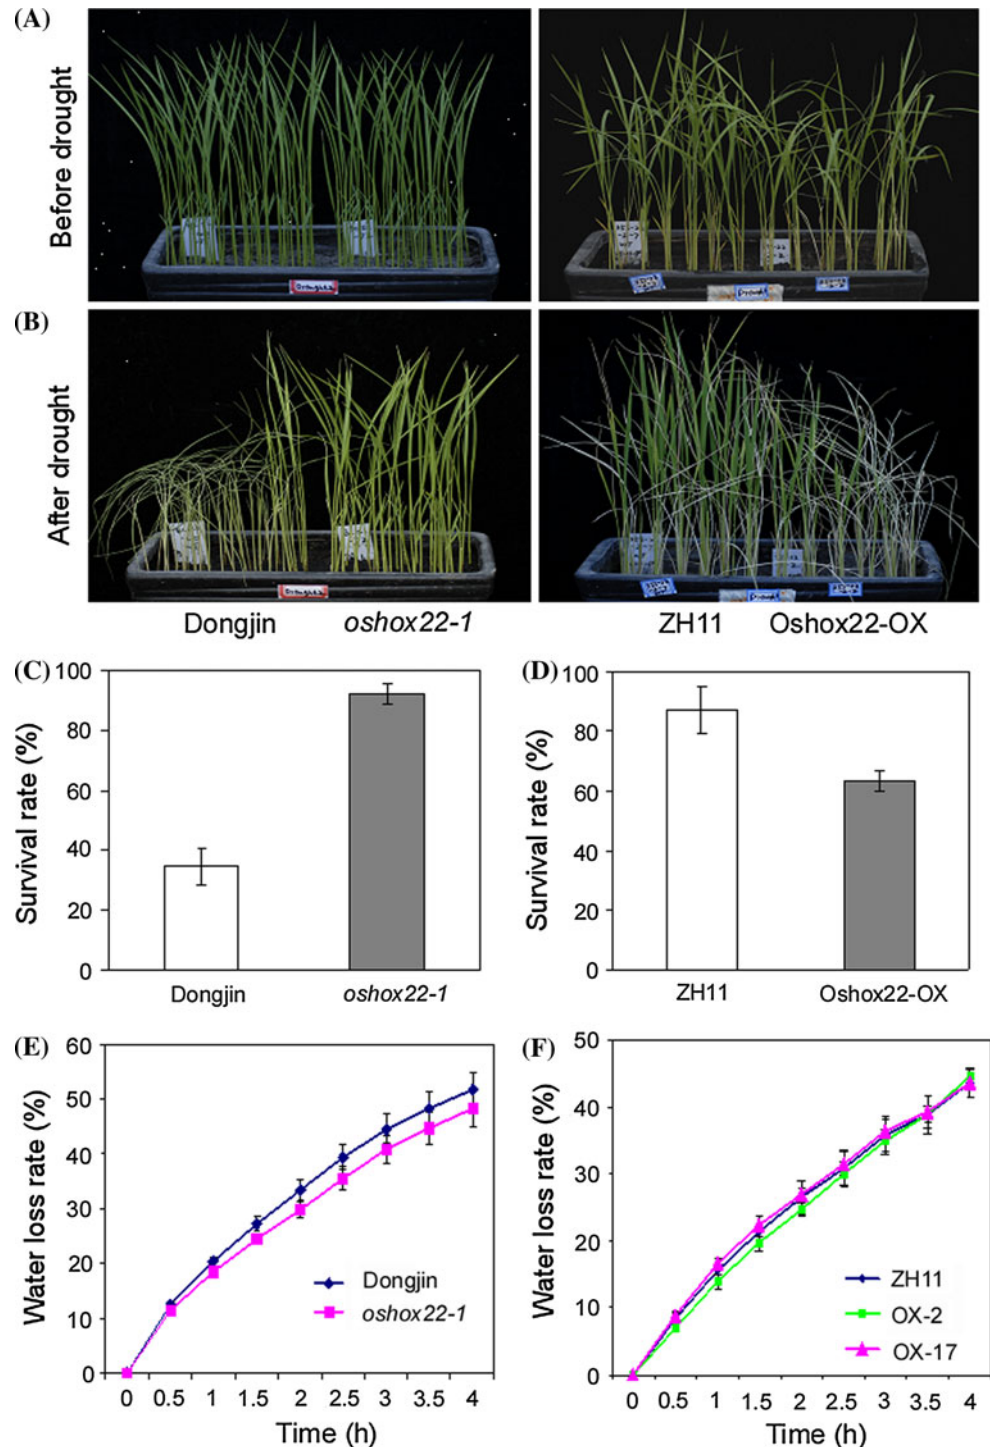 (A)
Before drought
Drought2
Drought
(B)
After drought
Drought2
Drought
Dongjin oshox22-1 ZH11 Oshox22-OX
(C)
Survival rate (%)
100
80
60
40
20
0
Dongjin oshox22-1
(D)
Survival rate (%)
100
80
60
40
20
0
ZH11 Oshox22-OX
(E)
Water loss rate (%)
60
50
40
30
20
10
0
Dongjin
oshox22-1
0 0.5 1 1.5 2 2.5 3 3.5 4
Time (h)
(F)
Water loss rate (%)
50
40
30
20
10
0
ZH11
OX-2
OX-17
0 0.5 1 1.5 2 2.5 3 3.5 4
Time (h)